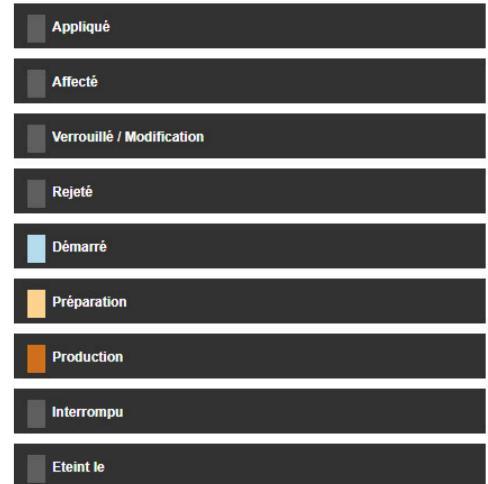 Appliqué
Affecté
Verrouillé / Modification
Rejeté
Démarré
Préparation
Production
Interrompu
Eteint le